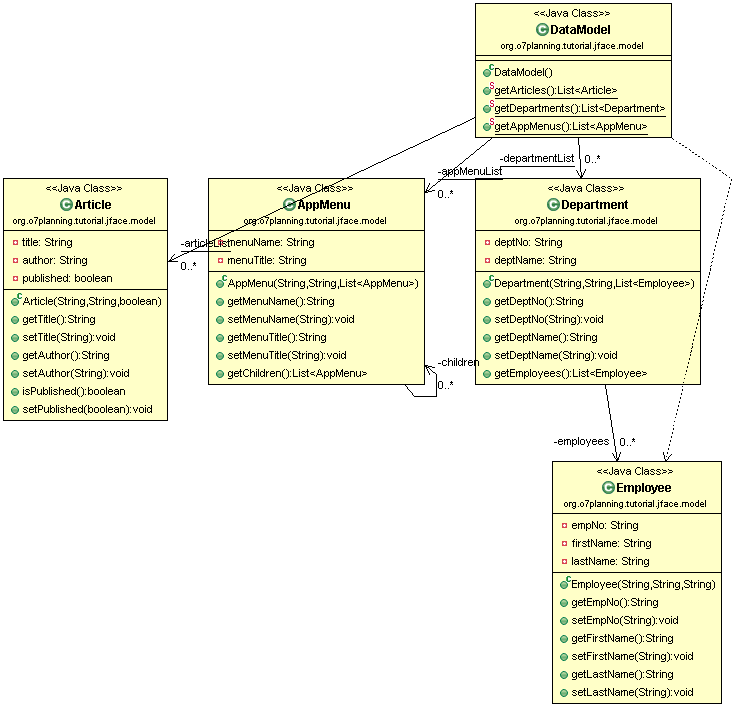 <<Java Class>>
DataModel
org.o7planning.tutorial.jface.model
DataModel()
getArticles():List<Article>
getDepartments():List<Department>
getAppMenus():List<AppMenu>
-departmentList
0..*
-appMenuList
0..*
-articleList
0..*
<<Java Class>>
Article
org.o7planning.tutorial.jface.model
title: String
author: String
published: boolean
Article(String,String,boolean)
getTitle():String
setTitle(String):void
getAuthor():String
setAuthor(String):void
isPublished():boolean
setPublished(boolean):void
<<Java Class>>
AppMenu
org.o7planning.tutorial.jface.model
menuName: String
menuTitle: String
AppMenu(String,String,List<AppMenu>)
getMenuName():String
setMenuName(String):void
getMenuTitle():String
setMenuTitle(String):void
getChildren():List<AppMenu>
-children
0..*
<<Java Class>>
Department
org.o7planning.tutorial.jface.model
deptNo: String
deptName: String
Department(String,String,List<Employee>)
getDeptNo():String
setDeptNo(String):void
getDeptName():String
setDeptName(String):void
getEmployees():List<Employee>
-employees
0..*
<<Java Class>>
Employee
org.o7planning.tutorial.jface.model
empNo: String
firstName: String
lastName: String
Employee(String,String,String)
getEmpNo():String
setEmpNo(String):void
getFirstName():String
setFirstName(String):void
getLastName():String
setLastName(String):void